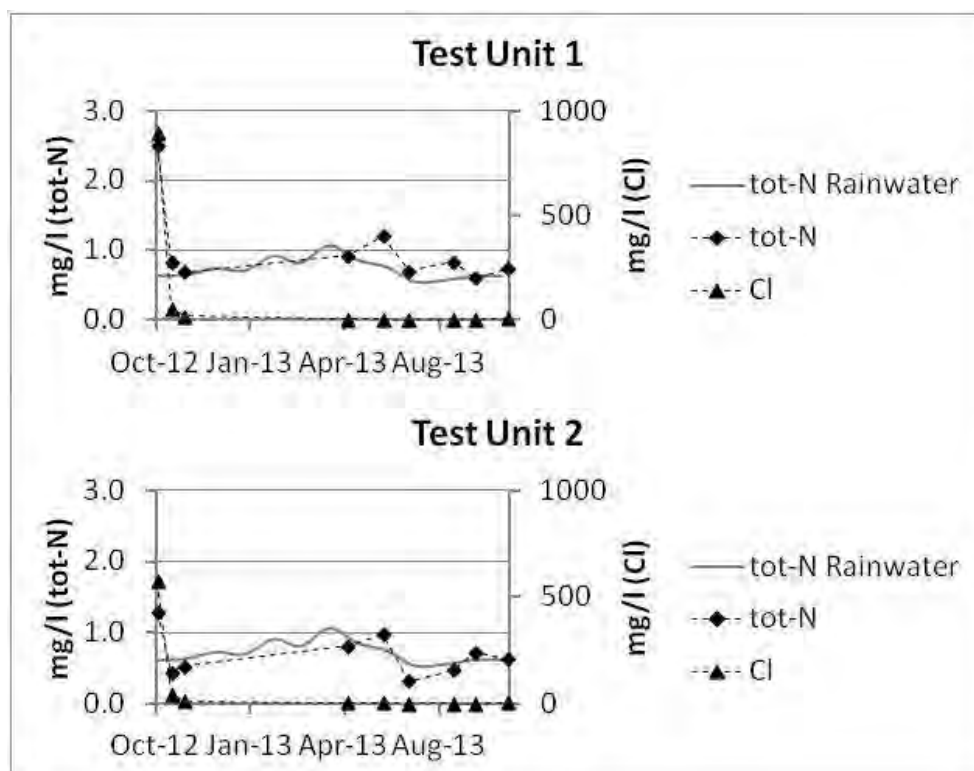 Test Unit 1
mg/l (tot-N)
3.0
2.0
1.0
0.0
1000
500
0
mg/l (Cl)
Oct-12 Jan-13 Apr-13 Aug-13
tot-N Rainwater
tot-N
Cl
Test Unit 2
mg/l (tot-N)
3.0
2.0
1.0
0.0
1000
500
0
mg/l (Cl)
Oct-12 Jan-13 Apr-13 Aug-13
tot-N Rainwater
tot-N
Cl